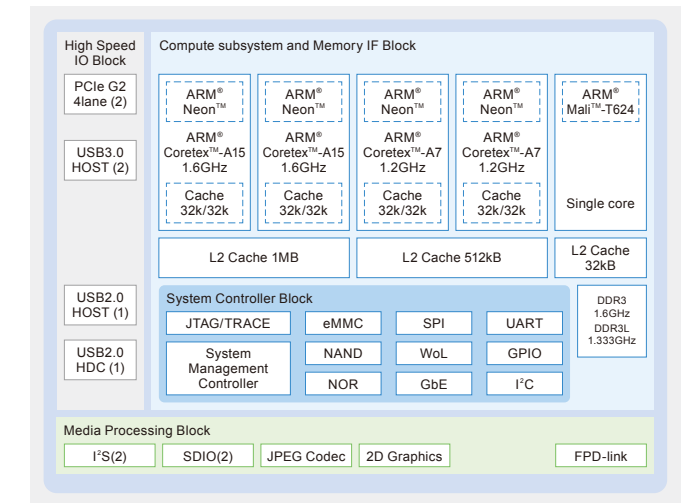 High Speed
IO Block
PCIe G2
4lane (2)
USB3.0
HOST (2)
USB2.0
HOST (1)
USB2.0
HDC (1)
Compute subsystem and Memory IF Block
ARM®
Neon™
ARM®
Coretex™-A15
1.6GHz
Cache
32k/32k
ARM®
Neon™
ARM®
Coretex™-A15
1.6GHz
Cache
32k/32k
ARM®
Neon™
ARM®
Coretex™-A7
1.2GHz
Cache
32k/32k
ARM®
Neon™
ARM®
Coretex™-A7
1.2GHz
Cache
32k/32k
ARM®
Mali™-T624
Single core
L2 Cache 1MB
L2 Cache 512kB
L2 Cache
32kB
System Controller Block
JTAG/TRACE
eMMC
SPI
UART
System
Management
Controller
NAND
WoL
GPIO
NOR
GbE
I²C
DDR3
1.6GHz
DDR3L
1.333GHz
Media Processing Block
I²S(2)
SDIO(2)
JPEG Codec
2D Graphics
FPD-link